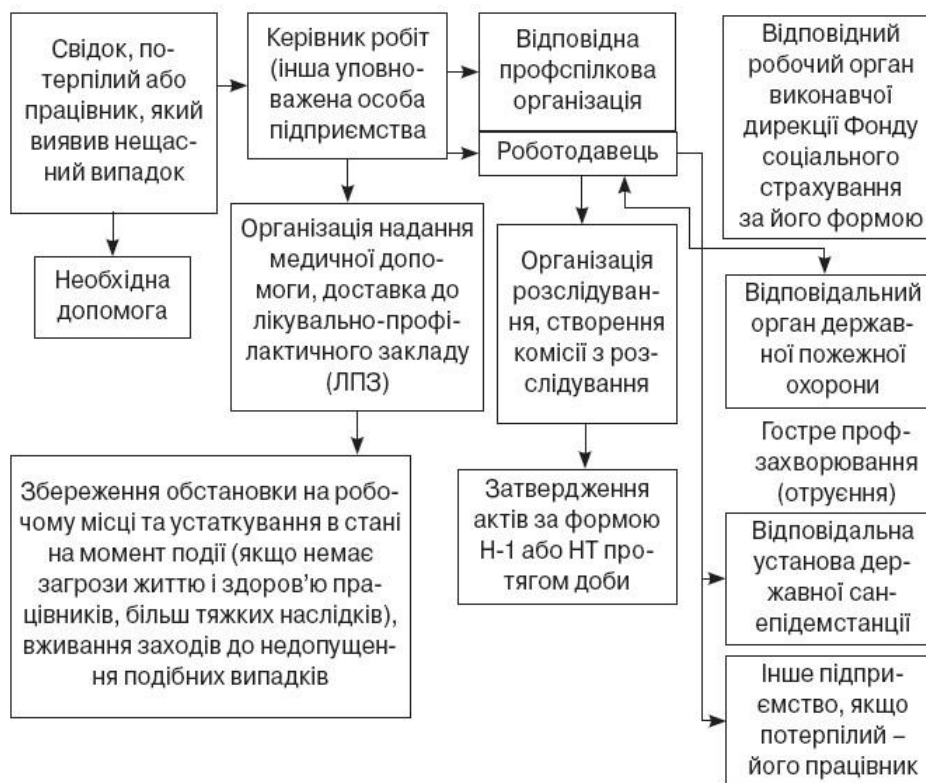 Свідок, по-
терпілий або
працівник, який
виявив нещас-
ний випадок
Необхідна
допомога
Керівник робіт
(інша уповно-
важена особа
підприємства
Організація надання
медичної допо-
моги, доставка до
лікувально-профі-
лактичного закладу
(ЛПЗ)
Збереження обстановки на робо-
чому місці та устаткування в стані
на момент події (якщо немає
загрози життю і здоров’ю пра-
цівників, більш тяжких наслідків),
вживання заходів до недопущен-
ня подібних випадків
Відповідна
профспілкова
організація
Роботодавець
Організація
розслідуван-
ня, створення
комісії з роз-
слідування
Затвердження
актів за формою
Н-1 або НТ про-
тягом доби
Відповідний
робочий орган
виконавчої
дирекції Фонду
соціального
страхування
за його формою
Відповідальний
орган держав-
ної пожежної
охорони
Гостре проф-
захворювання
(отруєння)
Відповідальна
установа дер-
жавної сан-
епідемстанції
Інше підпри-
ємство, якщо
потерпілий –
його працівник